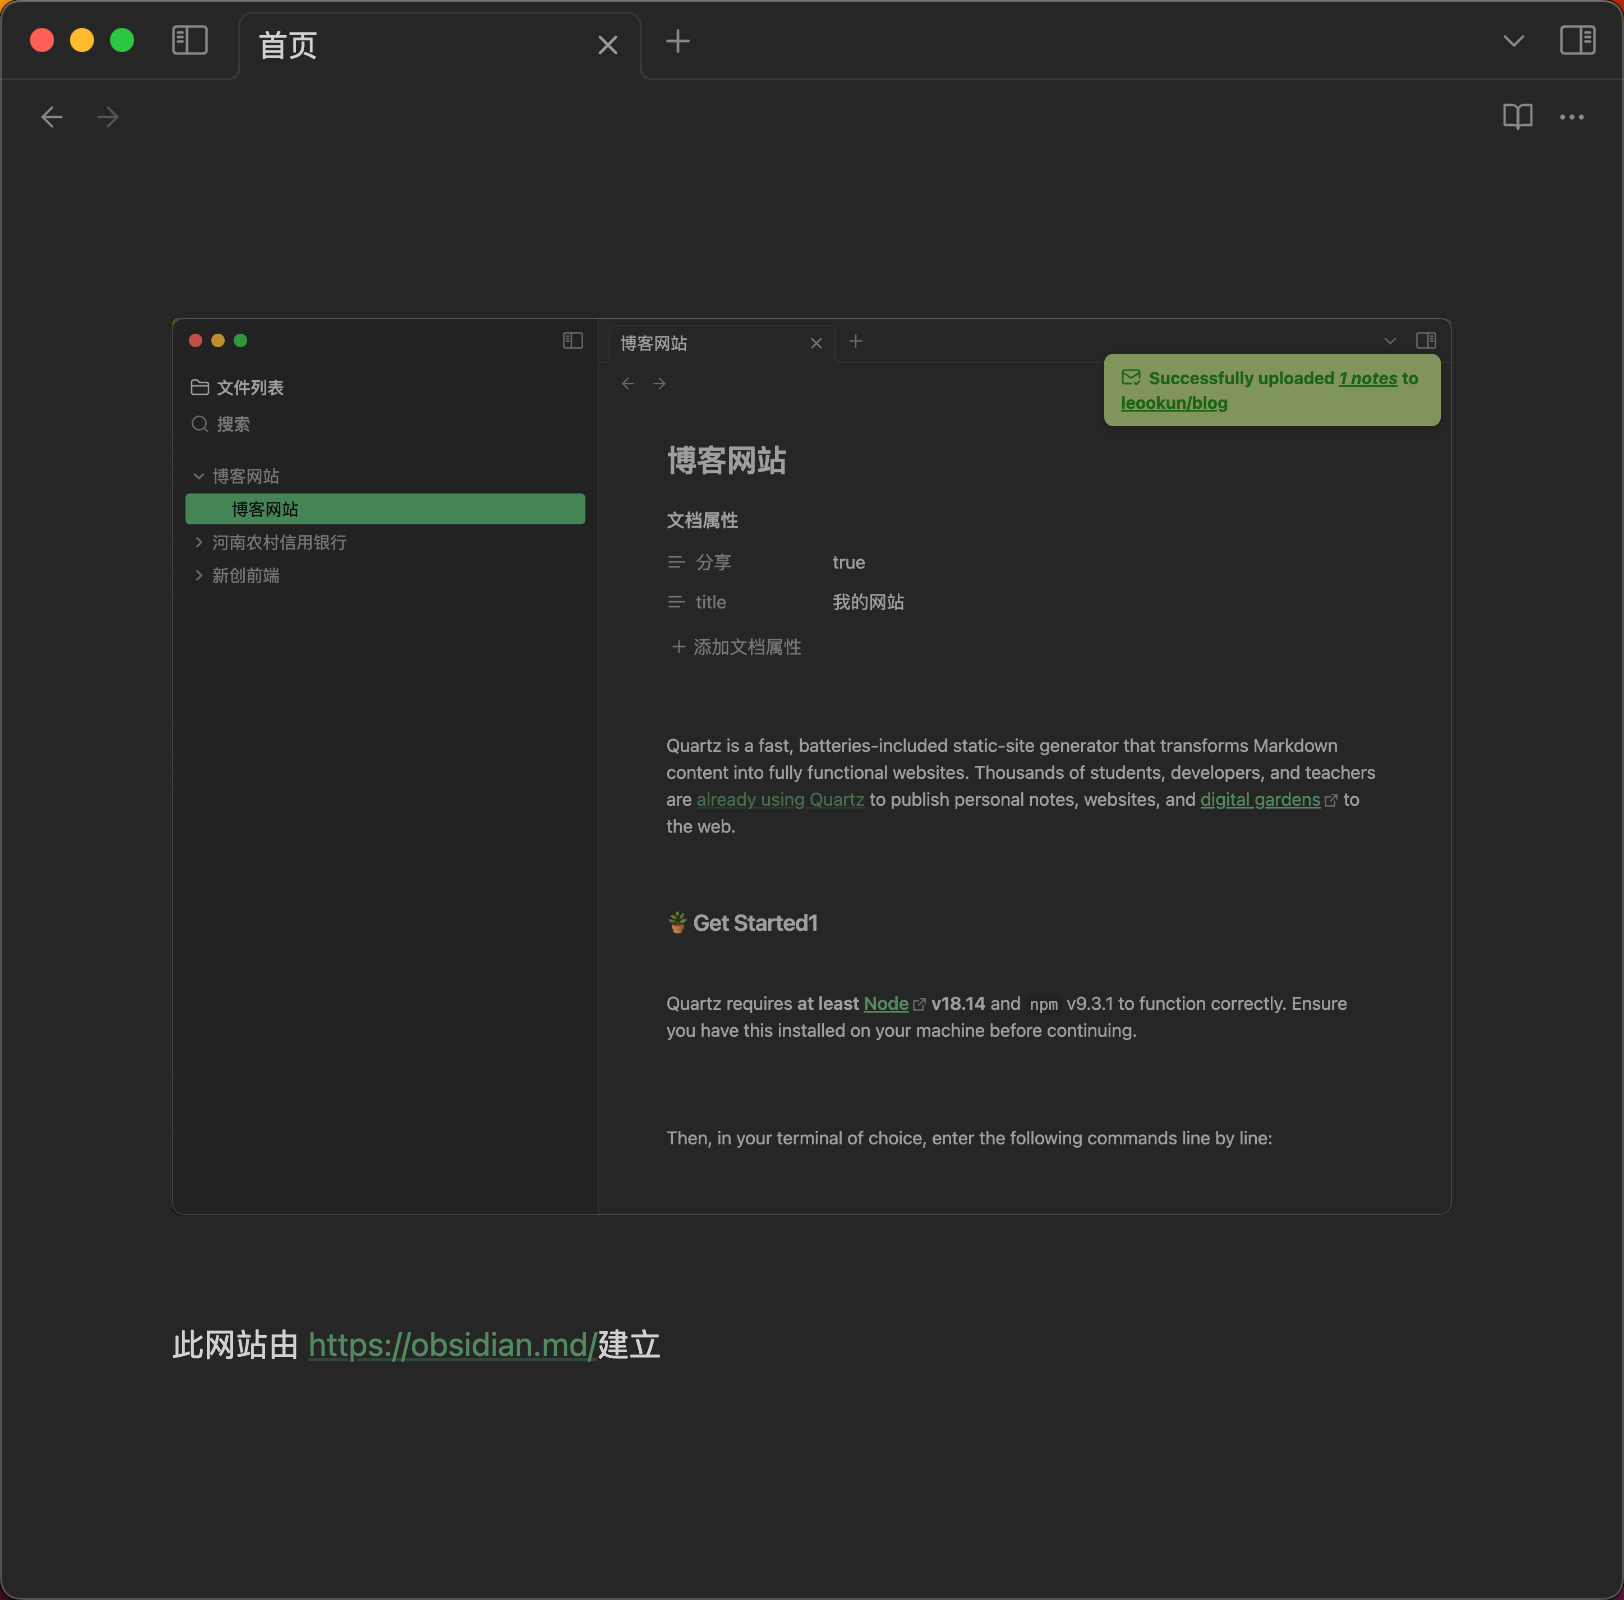 首页
博客网站
文件列表
搜索
博客网站
博客网站
河南农村信用银行
新创前端
Successfully uploaded 1 notes to
leookun/blog
博客网站
文档属性
分享 true
title 我的网站
添加文档属性
Quartz is a fast, batteries-included static-site generator that transforms Markdown
content into fully functional websites. Thousands of students, developers, and teachers
are already using Quartz to publish personal notes, websites, and digital gardens to
the web.
🪴 Get Started1
Quartz requires at least Node v18.14 and npm v9.3.1 to function correctly. Ensure
you have this installed on your machine before continuing.
Then, in your terminal of choice, enter the following commands line by line:
此网站由 https://obsidian.md/建立